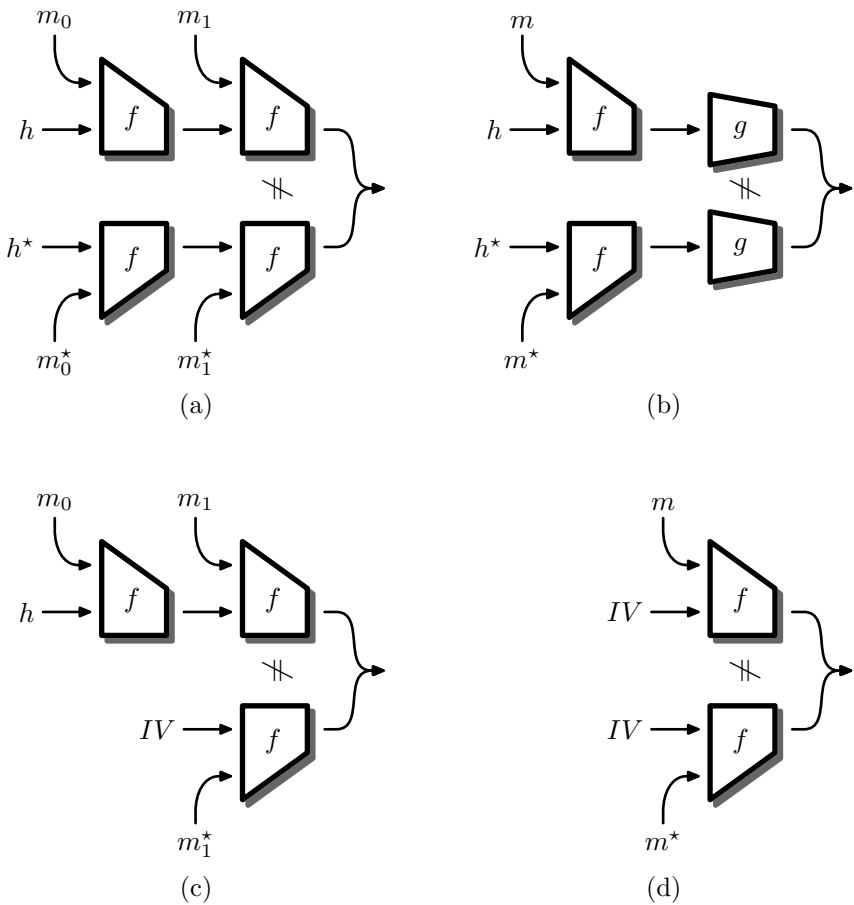 m₀ m₁
h f f
h⋆ f f
m₀⋆ m₁⋆
(a)
m
h f g
h⋆ f g
m⋆
(b)
m₀ m₁
h f f
IV f
m₁⋆
(c)
m
IV f
IV f
m⋆
(d)